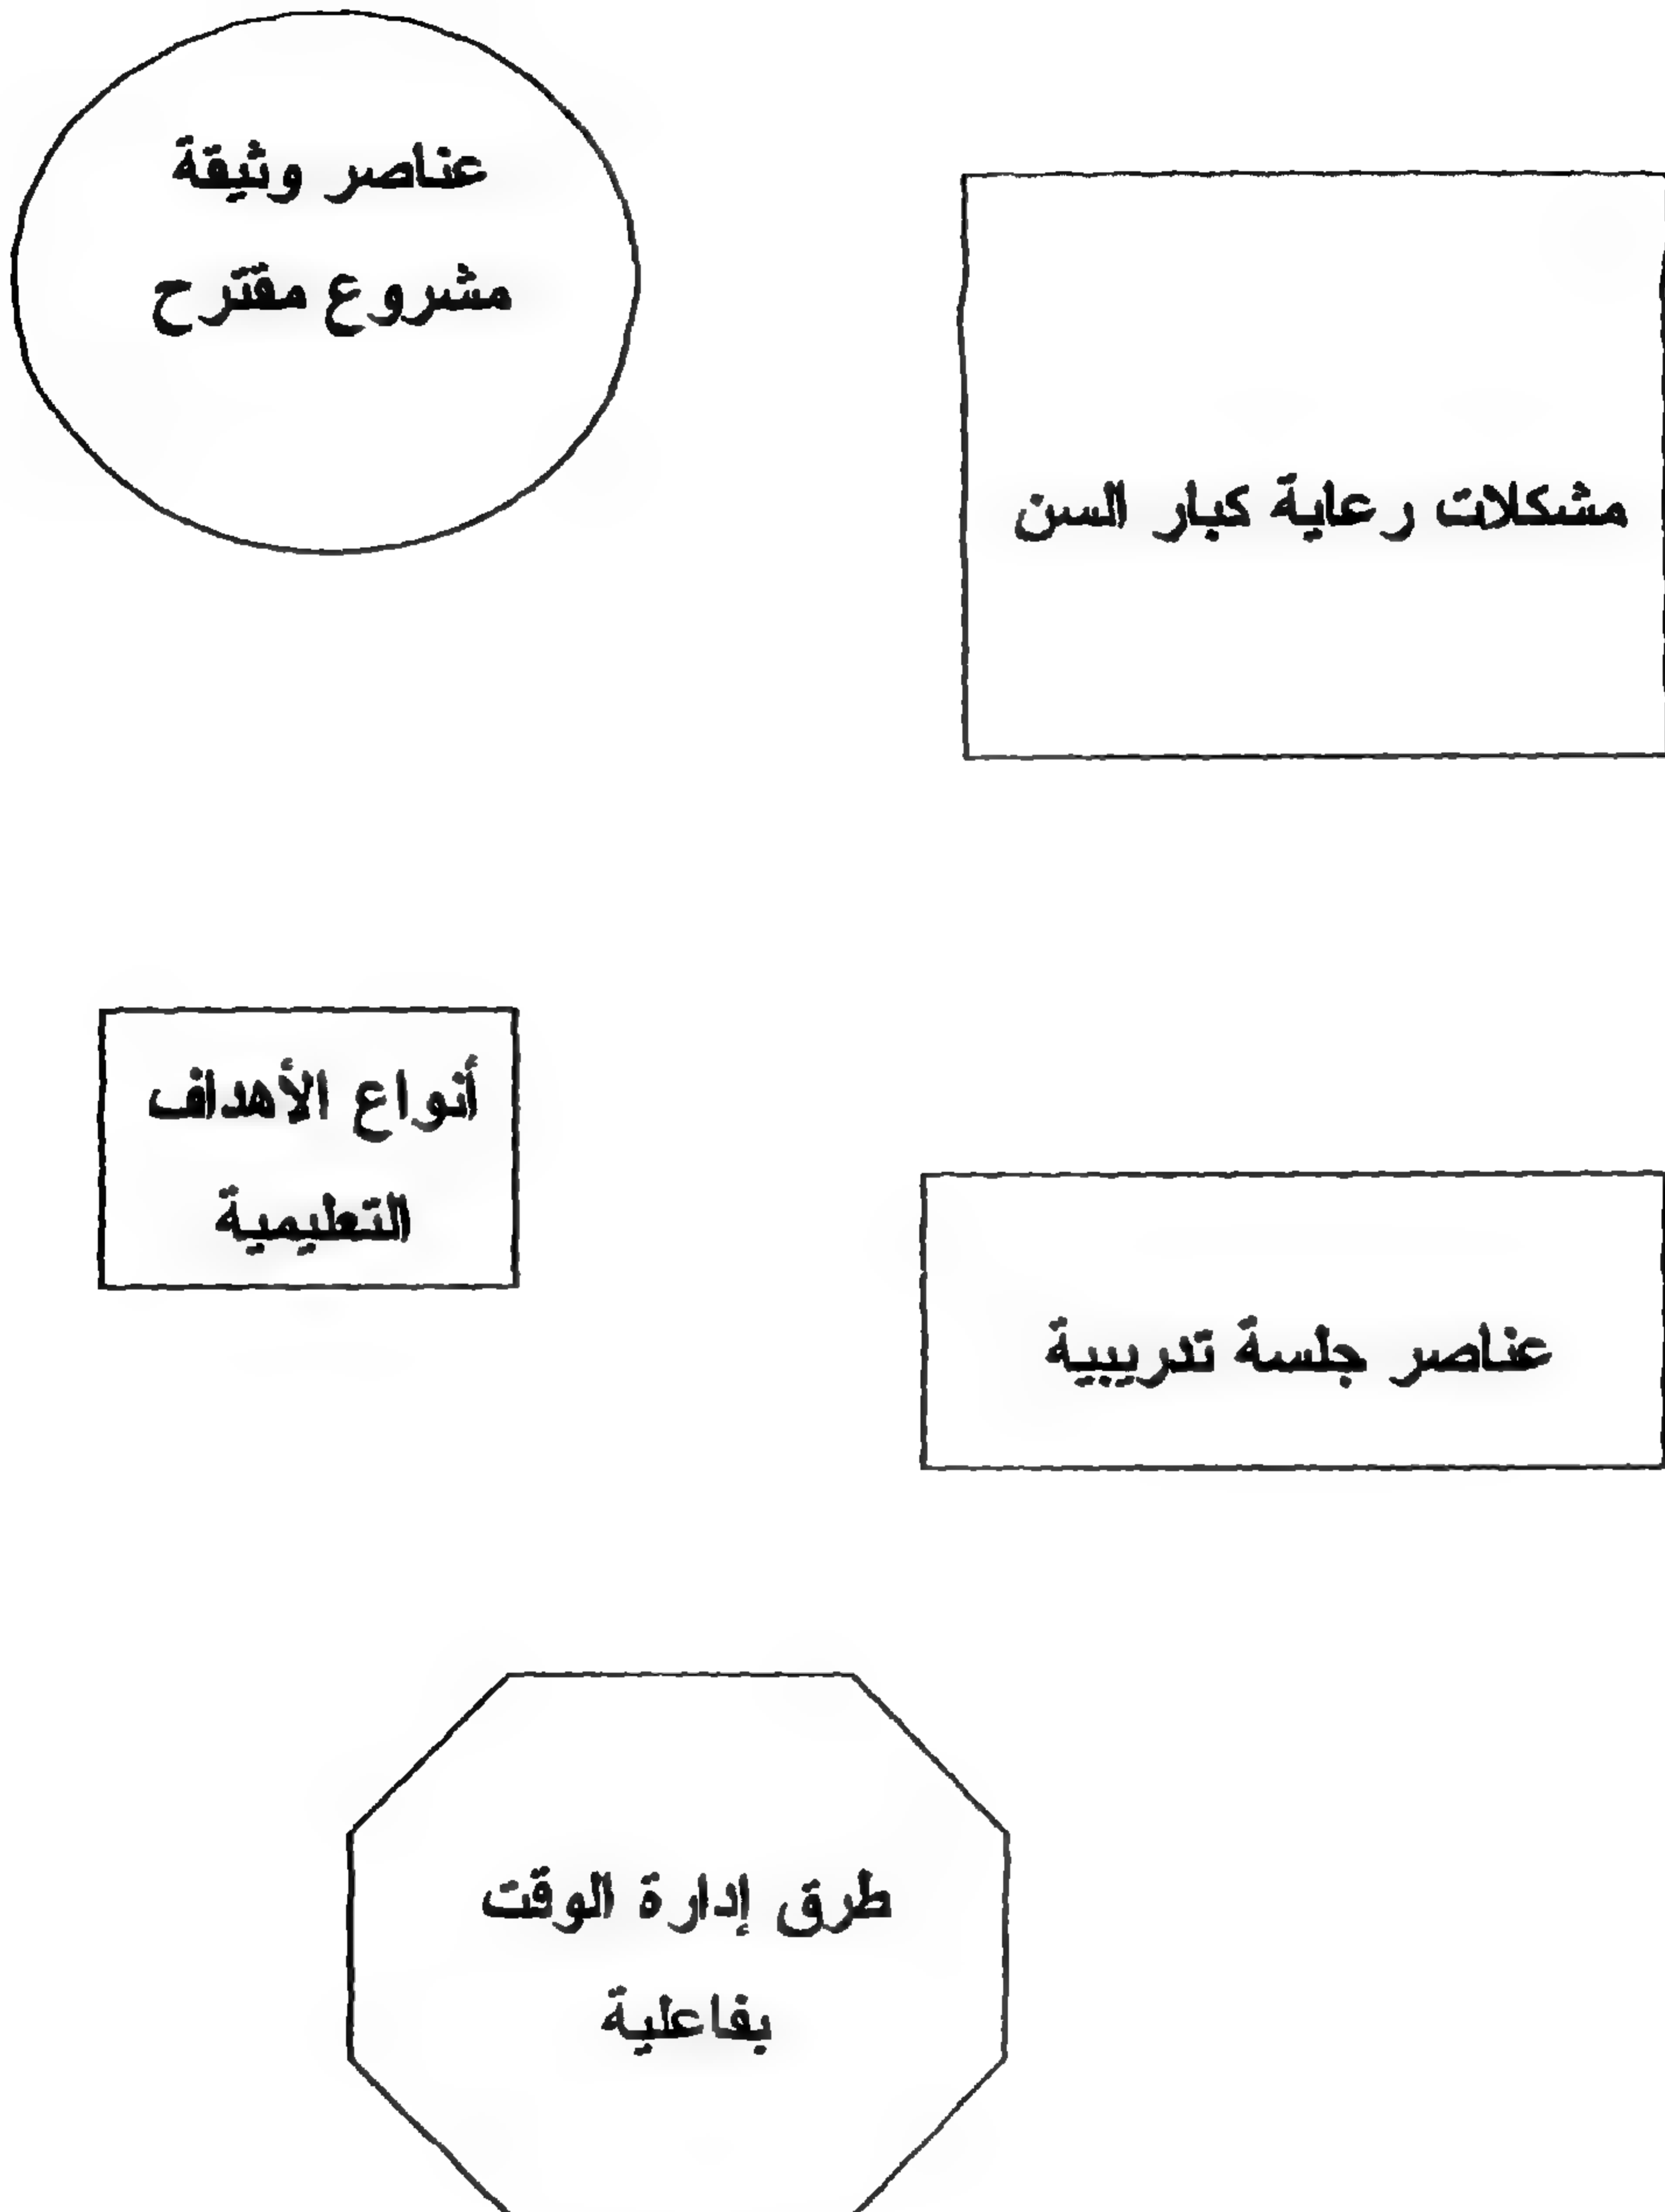 عناصر وثيقة
مشروع مقترح
مشكلات رعاية كبار السن
أنواع الأهداف
التعليمية
عناصر جلسة تدريبية
طرق إدارة الوقت
بفاعلية